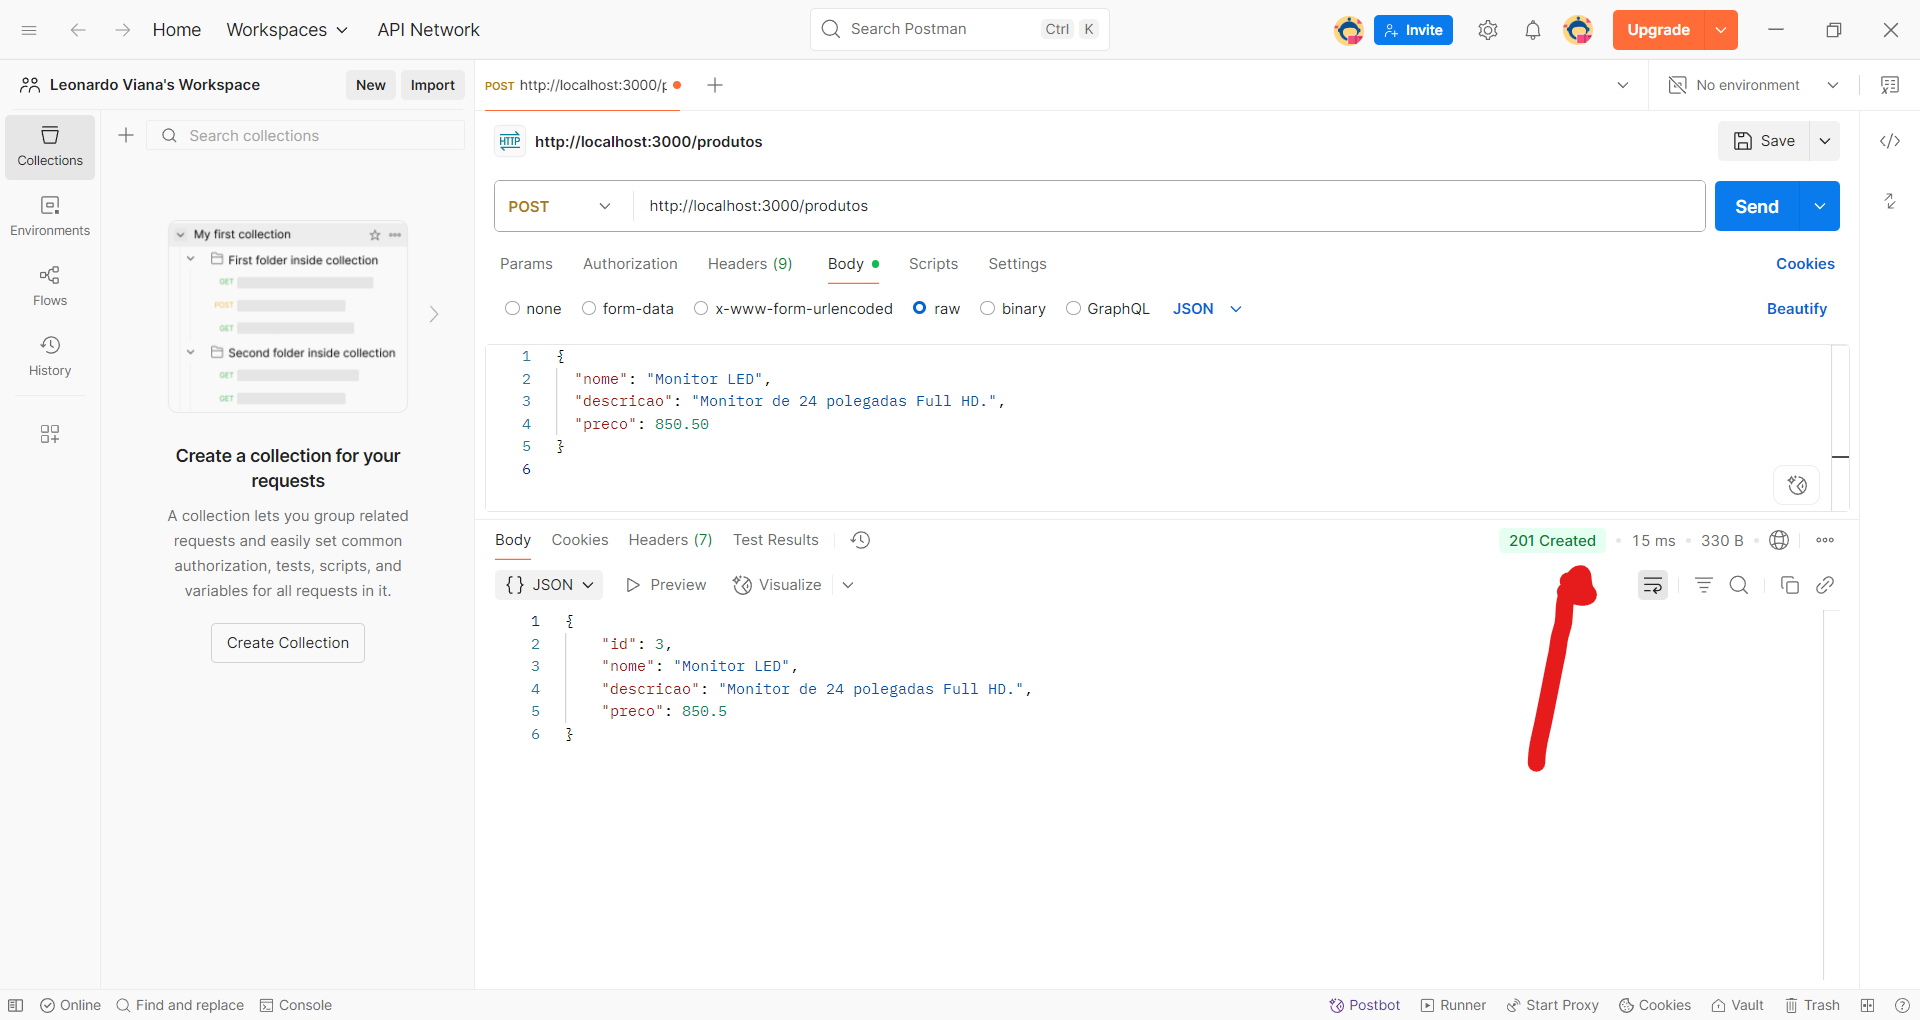 Home
Workspaces
API Network
Search Postman
Ctrl K
Invite
Upgrade
Leonardo Viana's Workspace
New
Import
POST http://localhost:3000/p
No environment
Collections
Environments
Flows
History
Search collections
My first collection
First folder inside collection
GET
POST
GET
Second folder inside collection
GET
GET
Create a collection for your
requests
A collection lets you group related
requests and easily set common
authorization, tests, scripts, and
variables for all requests in it.
Create Collection
HTTP http://localhost:3000/produtos
Save
POST http://localhost:3000/produtos
Send
Params Authorization Headers (9) Body Scripts Settings Cookies
none form-data x-www-form-urlencoded raw binary GraphQL JSON Beautify
1 {
2 "nome": "Monitor LED",
3 "descricao": "Monitor de 24 polegadas Full HD.",
4 "preco": 850.50
5 }
6
Body Cookies Headers (7) Test Results 201 Created 15 ms 330 B
{} JSON Preview Visualize
1 {
2 "id": 3,
3 "nome": "Monitor LED",
4 "descricao": "Monitor de 24 polegadas Full HD.",
5 "preco": 850.5
6 }
Online Find and replace Console Postbot Runner Start Proxy Cookies Vault Trash